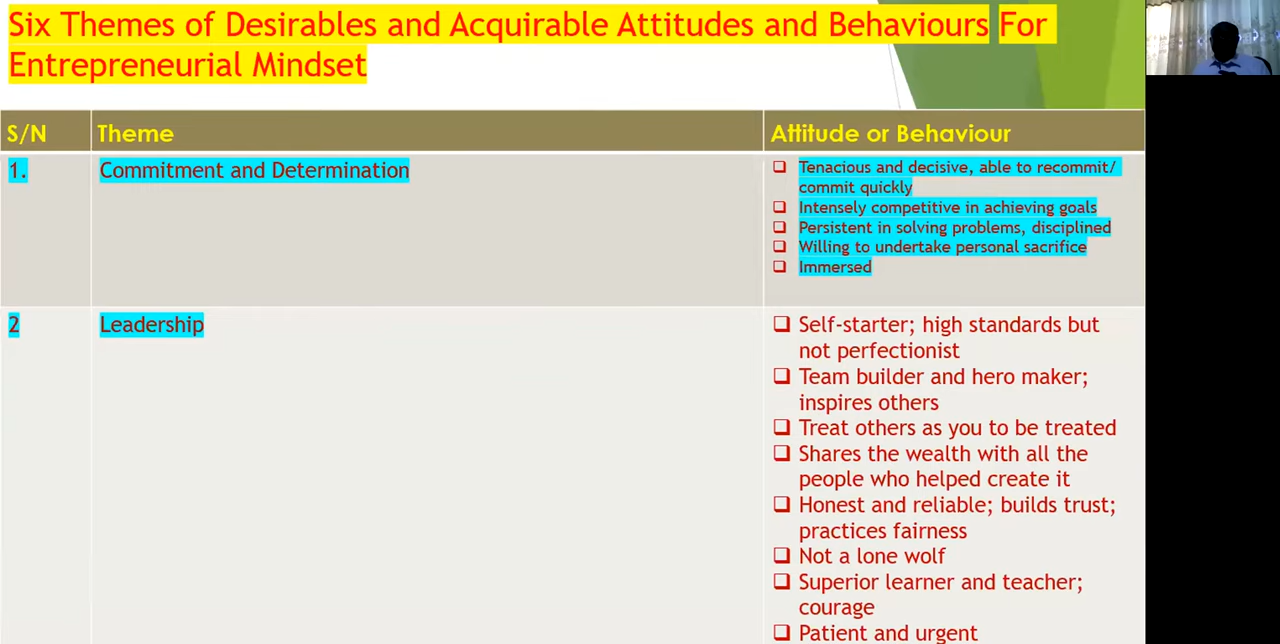 Six Themes of Desirables and Acquirable Attitudes and Behaviours For
Entrepreneurial Mindset
S/N Theme Attitude or Behaviour
1. Commitment and Determination
❑ Tenacious and decisive, able to recommit/
commit quickly
❑ Intensely competitive in achieving goals
❑ Persistent in solving problems, disciplined
❑ Willing to undertake personal sacrifice
❑ Immersed
2 Leadership
❑ Self-starter; high standards but
not perfectionist
❑ Team builder and hero maker;
inspires others
❑ Treat others as you to be treated
❑ Shares the wealth with all the
people who helped create it
❑ Honest and reliable; builds trust;
practices fairness
❑ Not a lone wolf
❑ Superior learner and teacher;
courage
❑ Patient and urgent